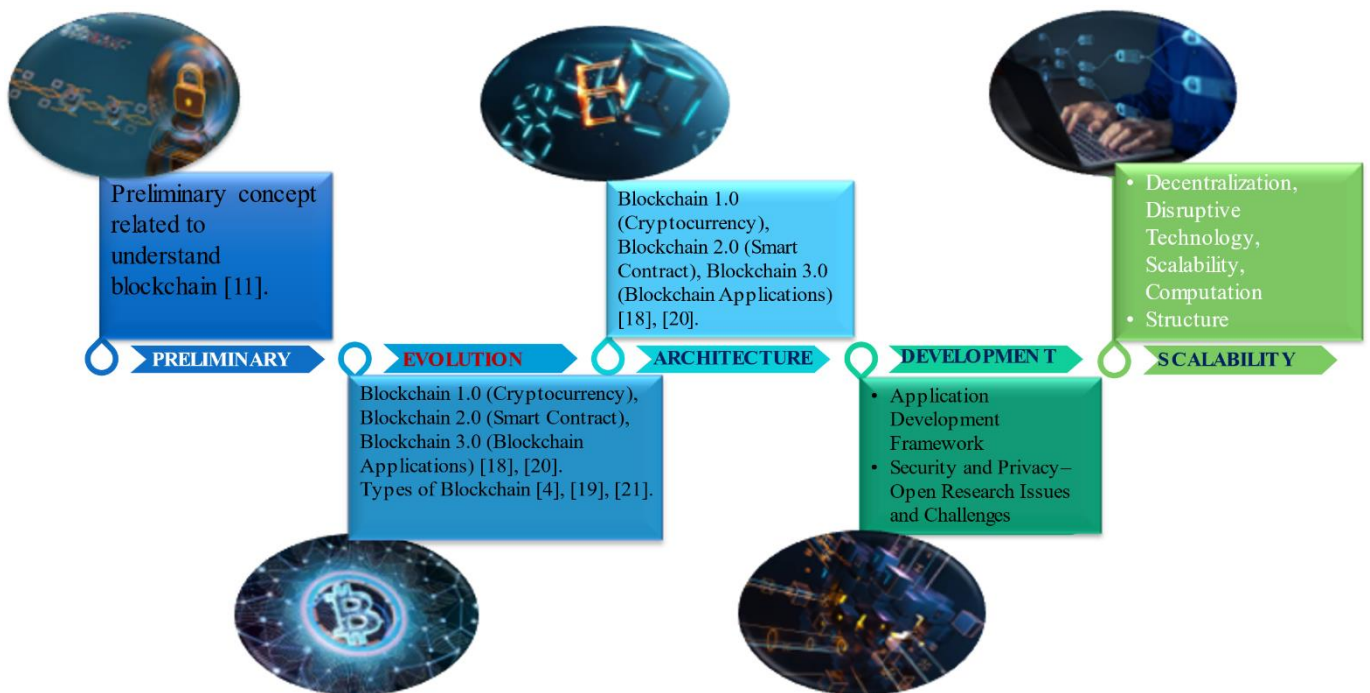 Preliminary concept
related to
understand
blockchain [11].
PRELIMINARY
Blockchain 1.0 (Cryptocurrency),
Blockchain 2.0 (Smart Contract),
Blockchain 3.0 (Blockchain
Applications) [18], [20].
Types of Blockchain [4], [19], [21].
EVOLUTION
Blockchain 1.0
(Cryptocurrency),
Blockchain 2.0 (Smart
Contract), Blockchain 3.0
(Blockchain Applications)
[18], [20].
ARCHITECTURE
• Application
Development
Framework
• Security and Privacy–
Open Research Issues
and Challenges
DEVELOPMENT
• Decentralization,
Disruptive
Technology,
Scalability,
Computation
• Structure
SCALABILITY